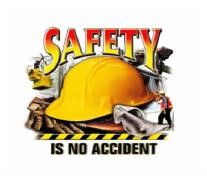 SAFETY
IS NO ACCIDENT